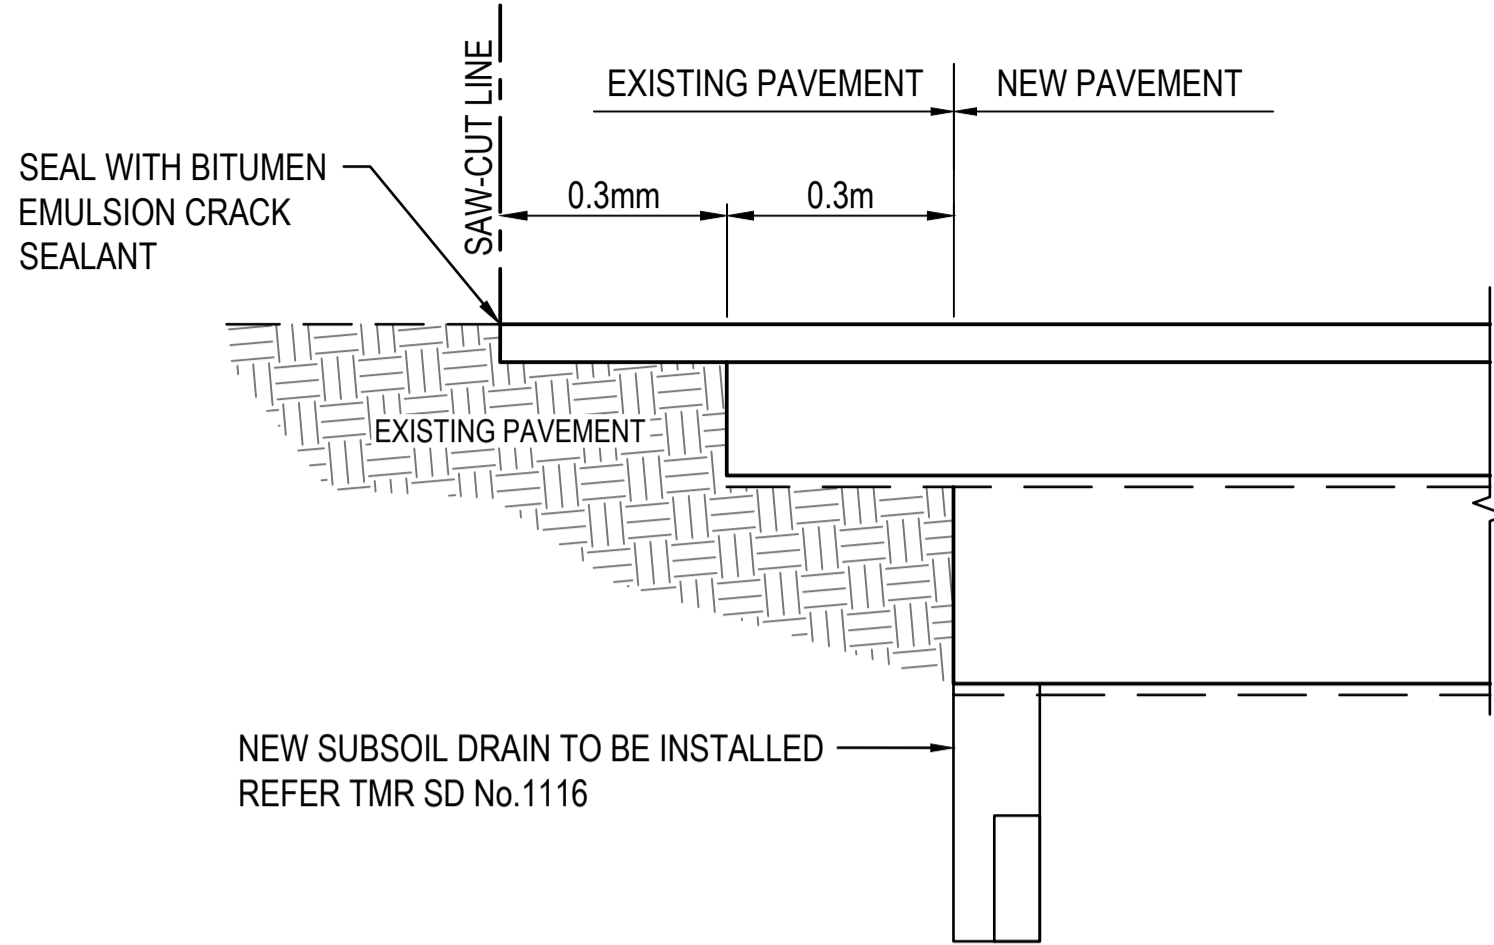 SAW-CUT LINE
EXISTING PAVEMENT
NEW PAVEMENT
SEAL WITH BITUMEN
EMULSION CRACK
SEALANT
0.3mm
0.3m
EXISTING PAVEMENT
NEW SUBSOIL DRAIN TO BE INSTALLED
REFER TMR SD No.1116